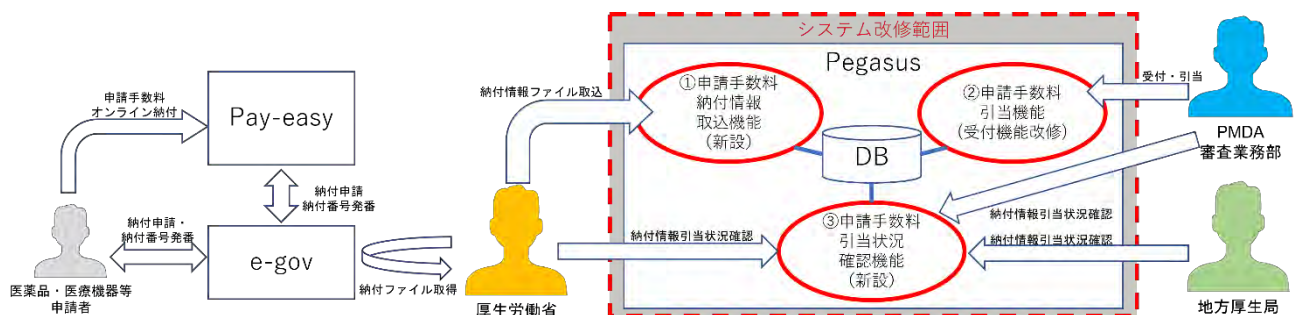 システム改修範囲
Pegasus
申請手数料
オンライン納付
Pay-easy
納付申請
納付番号発番
納付申請・
納付番号発番
e-gov
医薬品・医療機器等
申請者
納付ファイル取得
厚生労働省
納付情報ファイル取込
①申請手数料
納付情報
取込機能
(新設)
②申請手数料
引当機能
(受付機能改修)
DB
③申請手数料
引当状況
確認機能
(新設)
納付情報引当状況確認
受付・引当
PMDA
審査業務部
納付情報引当状況確認
納付情報引当状況確認
地方厚生局